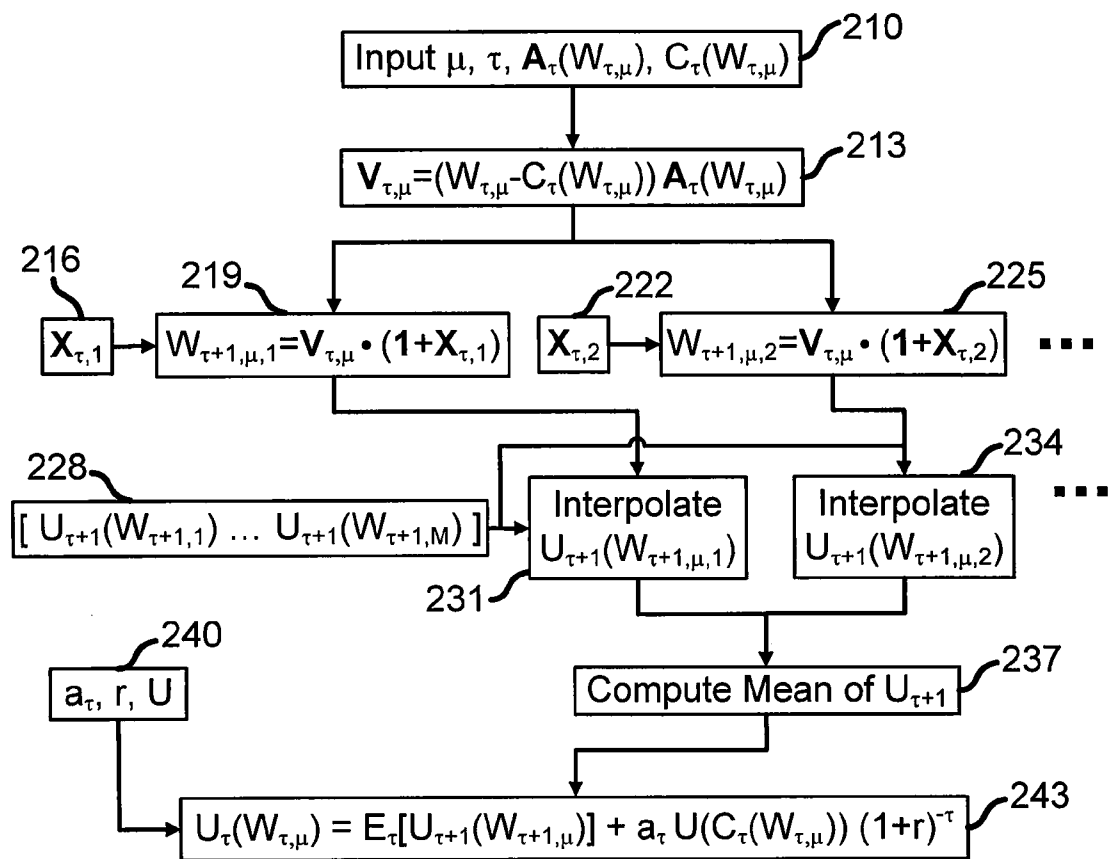 210
Input μ, τ, A_τ(W_τ,μ), C_τ(W_τ,μ)
213
V_τ,μ=(W_τ,μ-C_τ(W_τ,μ)) A_τ(W_τ,μ)
216
219
222
225
X_τ,1
W_τ+1,μ,1=V_τ,μ • (1+X_τ,1)
X_τ,2
W_τ+1,μ,2=V_τ,μ • (1+X_τ,2)
...
228
234
[ U_τ+1(W_τ+1,1) ... U_τ+1(W_τ+1,M) ]
Interpolate
U_τ+1(W_τ+1,μ,1)
Interpolate
U_τ+1(W_τ+1,μ,2)
...
231
240
237
a_τ, r, U
Compute Mean of U_τ+1
243
U_τ(W_τ,μ) = E_τ[U_τ+1(W_τ+1,μ)] + a_τ U(C_τ(W_τ,μ)) (1+r)^-τ